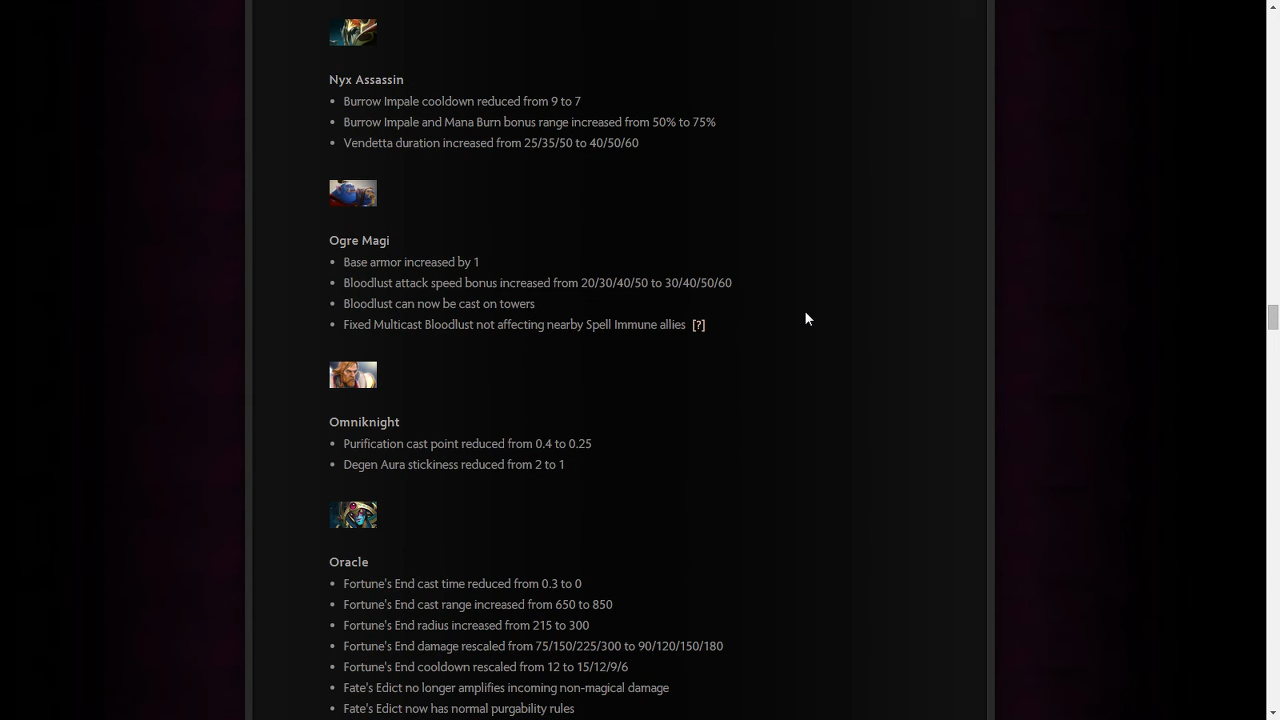 Nyx Assassin
• Burrow Impale cooldown reduced from 9 to 7
• Burrow Impale and Mana Burn bonus range increased from 50% to 75%
• Vendetta duration increased from 25/35/50 to 40/50/60
Ogre Magi
• Base armor increased by 1
• Bloodlust attack speed bonus increased from 20/30/40/50 to 30/40/50/60
• Bloodlust can now be cast on towers
• Fixed Multicast Bloodlust not affecting nearby Spell Immune allies [?]
Omniknight
• Purification cast point reduced from 0.4 to 0.25
• Degen Aura stickiness reduced from 2 to 1
Oracle
• Fortune's End cast time reduced from 0.3 to 0
• Fortune's End cast range increased from 650 to 850
• Fortune's End radius increased from 215 to 300
• Fortune's End damage rescaled from 75/150/225/300 to 90/120/150/180
• Fortune's End cooldown rescaled from 12 to 15/12/9/6
• Fate's Edict no longer amplifies incoming non-magical damage
• Fate's Edict now has normal purgability rules